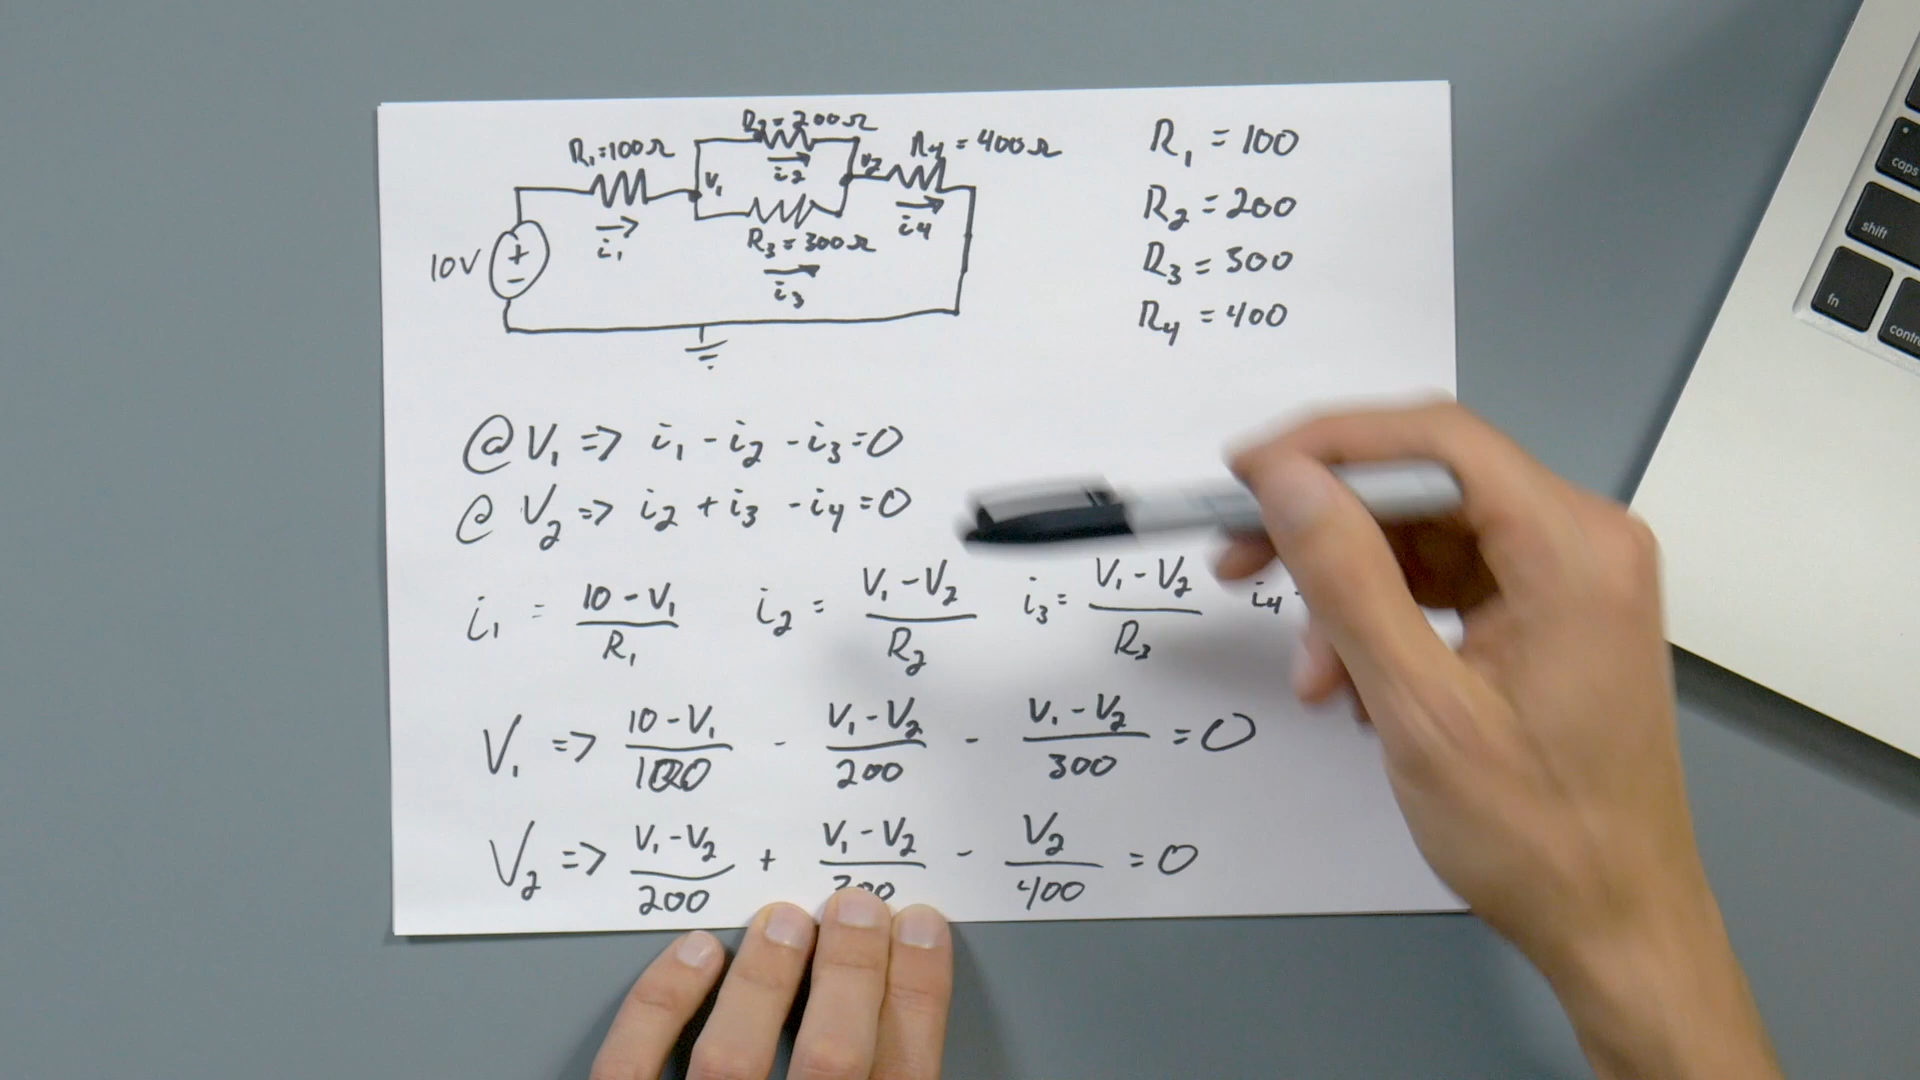 R₂=200Ω
R₁=100Ω
R₄=400Ω
V₁
V₂
i₂
i₁
i₄
10V
+
−
R₃=300Ω
i₃
R₁ = 100
R₂ = 200
R₃ = 300
R₄ = 400
@ V₁ => i₁ - i₂ - i₃ = 0
@ V₂ => i₂ + i₃ - i₄ = 0
i₁ = (10 - V₁)/R₁   i₂ = (V₁ - V₂)/R₂   i₃ = (V₁ - V₂)/R₃   i₄
V₁ => (10 - V₁)/100 - (V₁ - V₂)/200 - (V₁ - V₂)/300 = 0
V₂ => (V₁ - V₂)/200 + (V₁ - V₂)/300 - V₂/400 = 0
caps
shift
fn